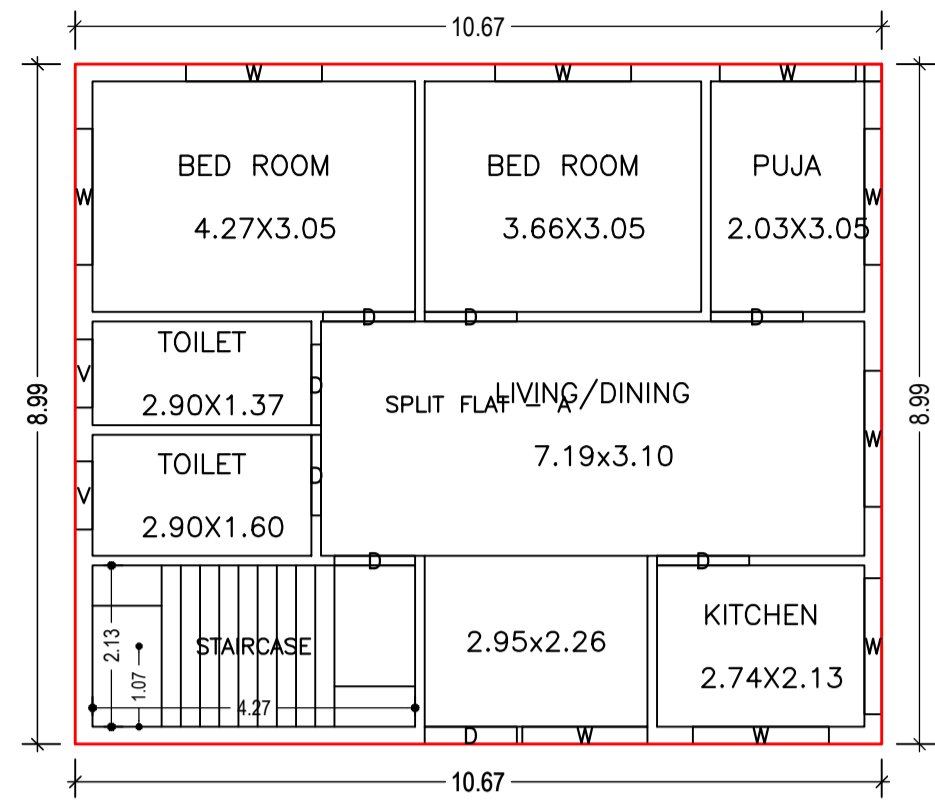 10.67
W
W
W
BED ROOM
BED ROOM
PUJA
W
W
4.27X3.05
3.66X3.05
2.03X3.05
D
D
D
TOILET
V
D
LIVING/DINING
SPLIT FLAT - A
2.90X1.37
8.99
8.99
W
TOILET
7.19x3.10
D
V
2.90X1.60
D
D
KITCHEN
2.13
STAIRCASE
2.95x2.26
W
1.07
2.74X2.13
4.27
D
W
W
10.67